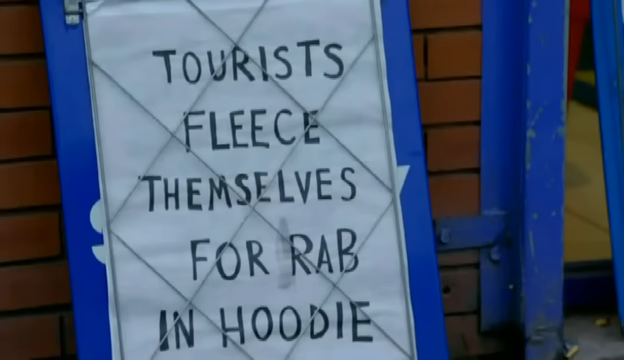 TOURISTS
FLEECE
THEMSELVES
FOR RAB
IN HOODIE